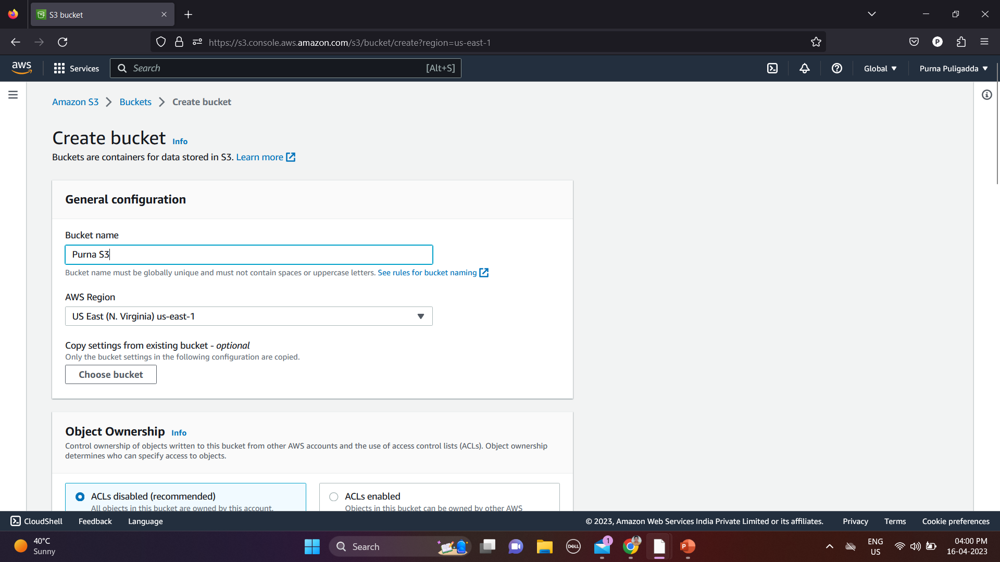 S3 bucket
https://s3.console.aws.amazon.com/s3/bucket/create?region=us-east-1
P
aws
Services
Search
[Alt+S]
Global
Purna Puligadda
Amazon S3
Buckets
Create bucket
Create bucket Info
Buckets are containers for data stored in S3. Learn more
General configuration
Bucket name
Purna S3
Bucket name must be globally unique and must not contain spaces or uppercase letters. See rules for bucket naming
AWS Region
US East (N. Virginia) us-east-1
Copy settings from existing bucket - optional
Only the bucket settings in the following configuration are copied.
Choose bucket
Object Ownership Info
Control ownership of objects written to this bucket from other AWS accounts and the use of access control lists (ACLs). Object ownership
determines who can specify access to objects.
ACLs disabled (recommended)
All objects in this bucket are owned by this account.
ACLs enabled
Objects in this bucket can be owned by other AWS
CloudShell
Feedback
Language
© 2023, Amazon Web Services India Private Limited or its affiliates.
Privacy
Terms
Cookie preferences
40°C
Sunny
Search
DELL
1
P
ENG
US
04:00 PM
16-04-2023